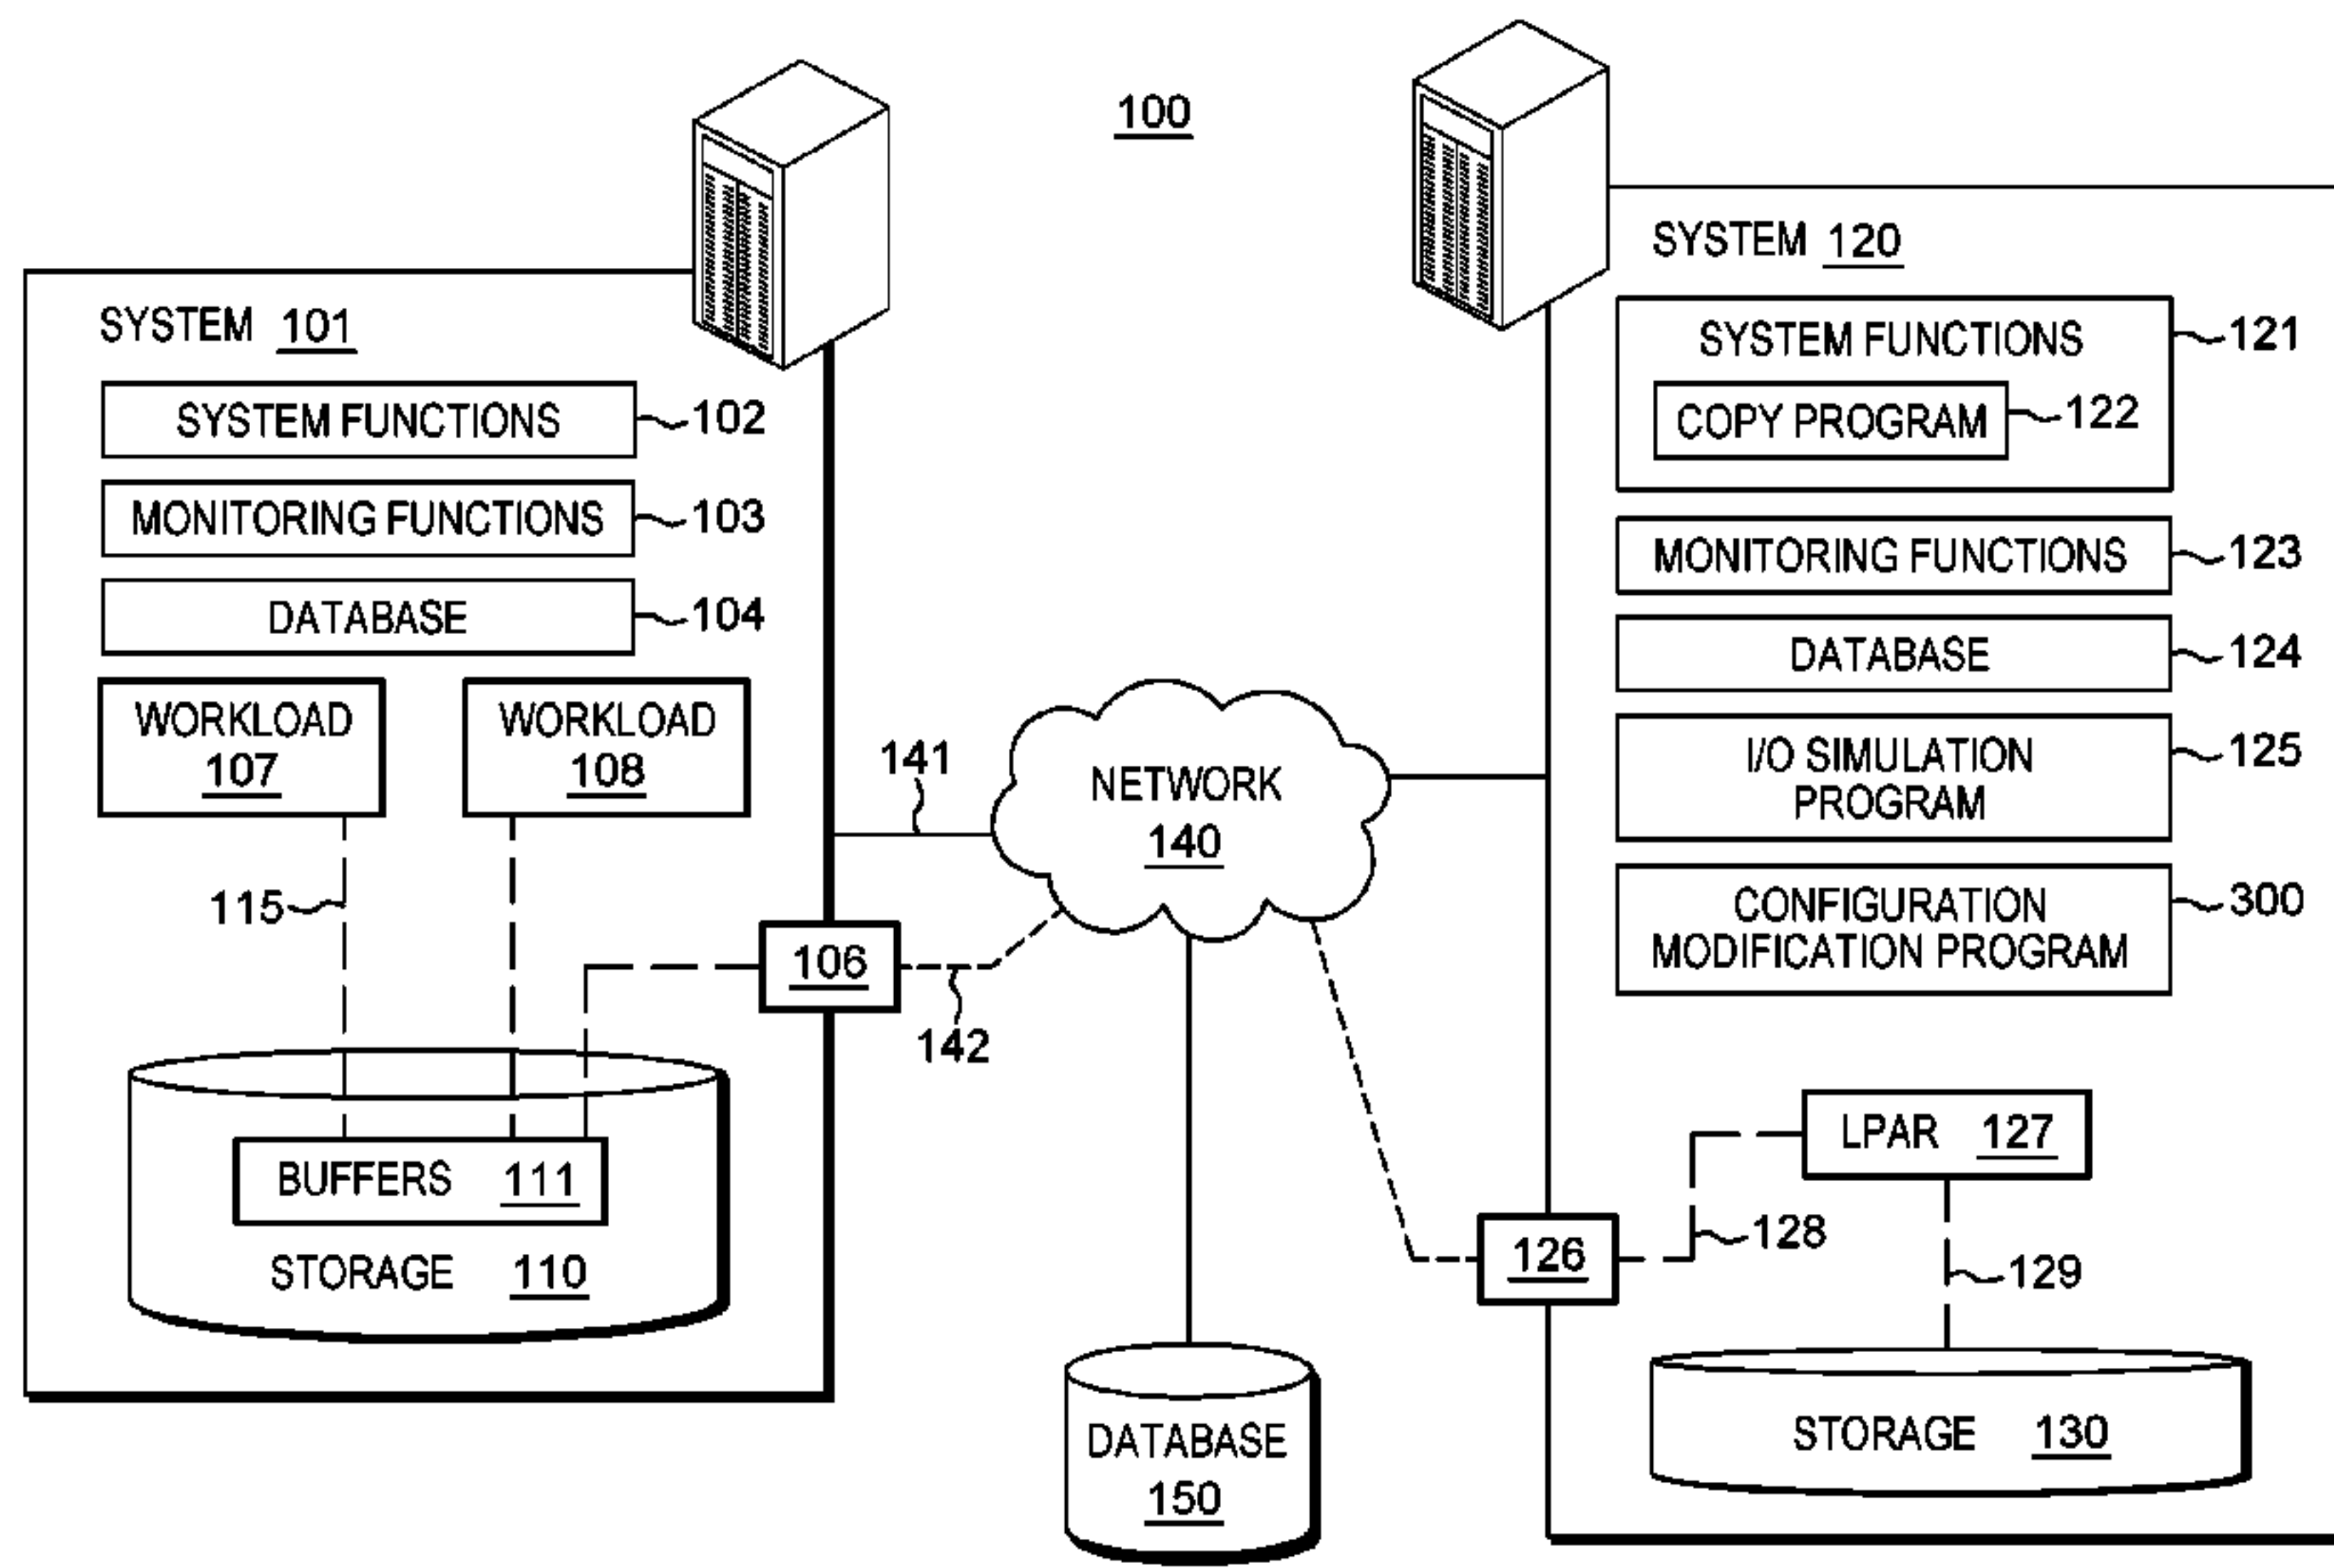 100
SYSTEM 101
SYSTEM FUNCTIONS 102
MONITORING FUNCTIONS 103
DATABASE 104
WORKLOAD
107
WORKLOAD
108
115
106
BUFFERS 111
STORAGE 110
141
142
NETWORK
140
DATABASE
150
SYSTEM 120
SYSTEM FUNCTIONS 121
COPY PROGRAM 122
MONITORING FUNCTIONS 123
DATABASE 124
I/O SIMULATION
PROGRAM
125
CONFIGURATION
MODIFICATION PROGRAM
300
LPAR 127
126
128
129
STORAGE 130